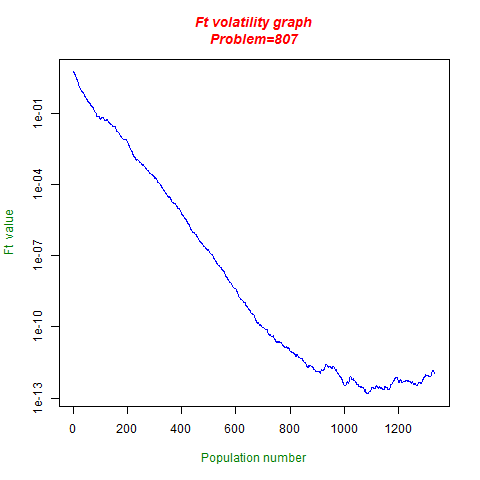 Ft volatility graph
Problem=807
1e-01
1e-04
1e-07
1e-10
1e-13
Ft value
0 200 400 600 800 1000 1200
Population number